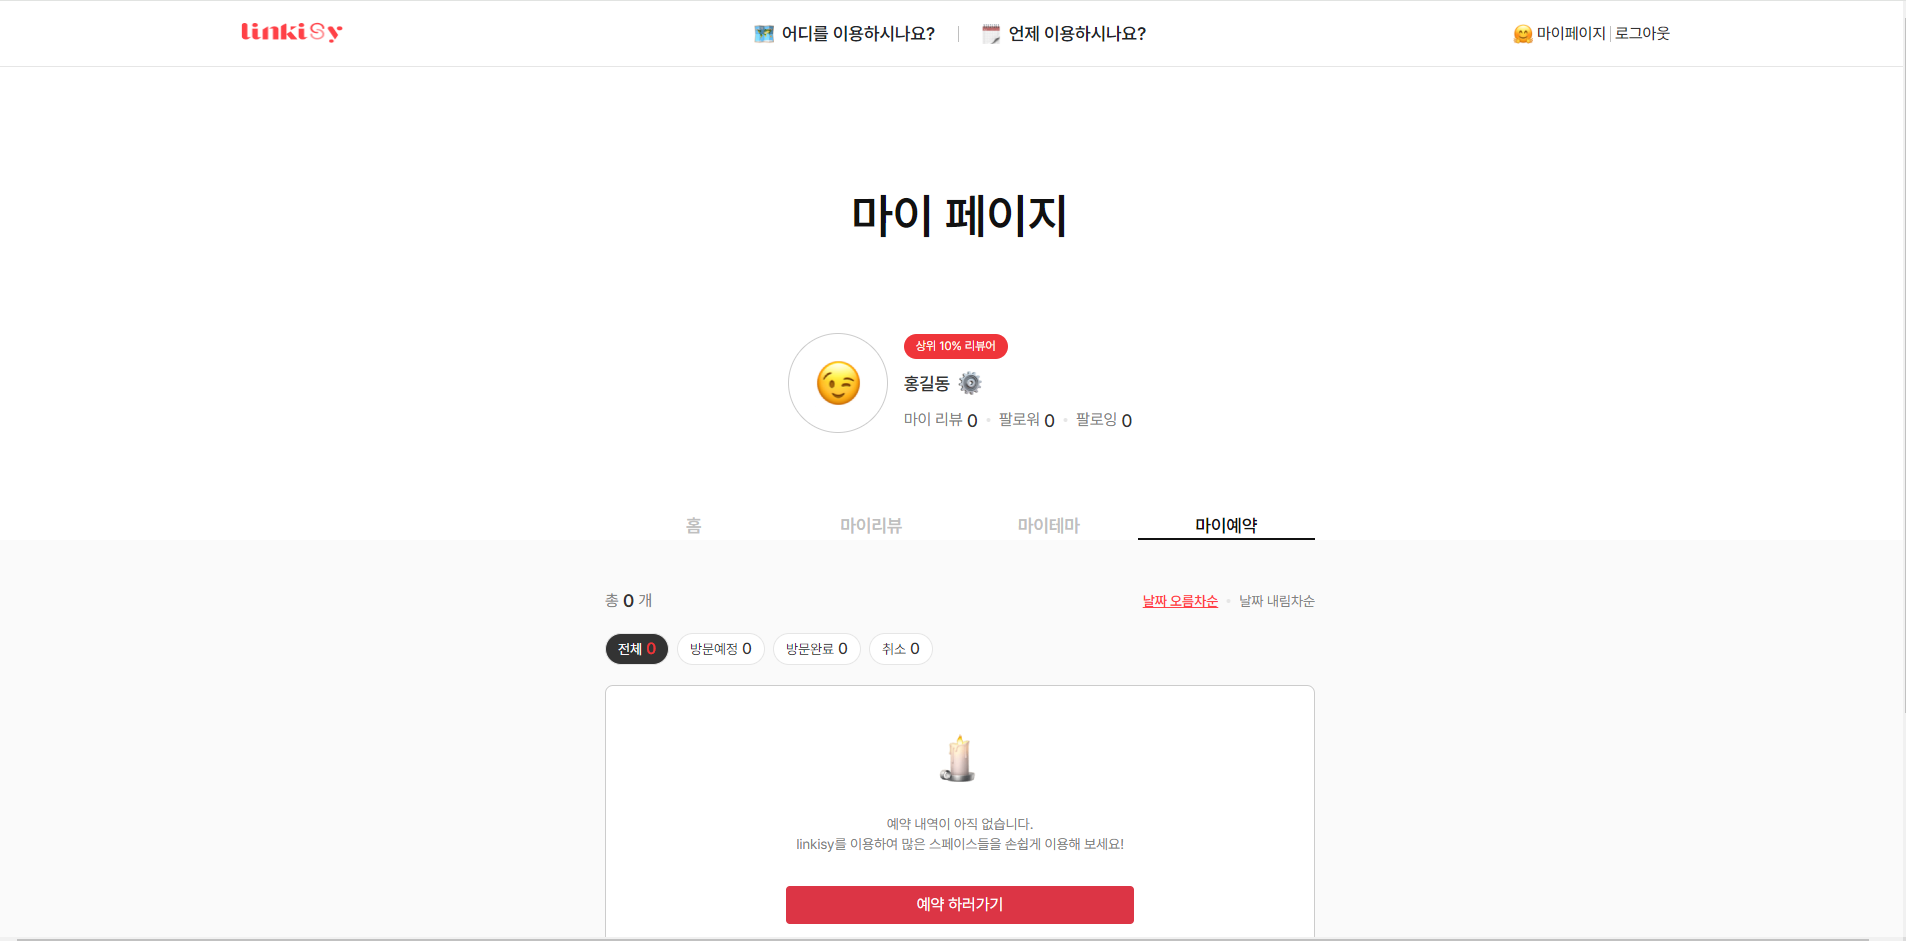 linkisy
어디를 이용하시나요? | 언제 이용하시나요?
마이페이지 | 로그아웃
마이 페이지
상위 10% 리뷰어
홍길동
마이 리뷰 0 • 팔로워 0 • 팔로잉 0
홈 마이리뷰 마이테마 마이예약
총 0 개
날짜 오름차순 • 날짜 내림차순
전체 0 방문예정 0 방문완료 0 취소 0
예약 내역이 아직 없습니다.
linkisy를 이용하여 많은 스페이스들을 손쉽게 이용해 보세요!
예약 하러가기